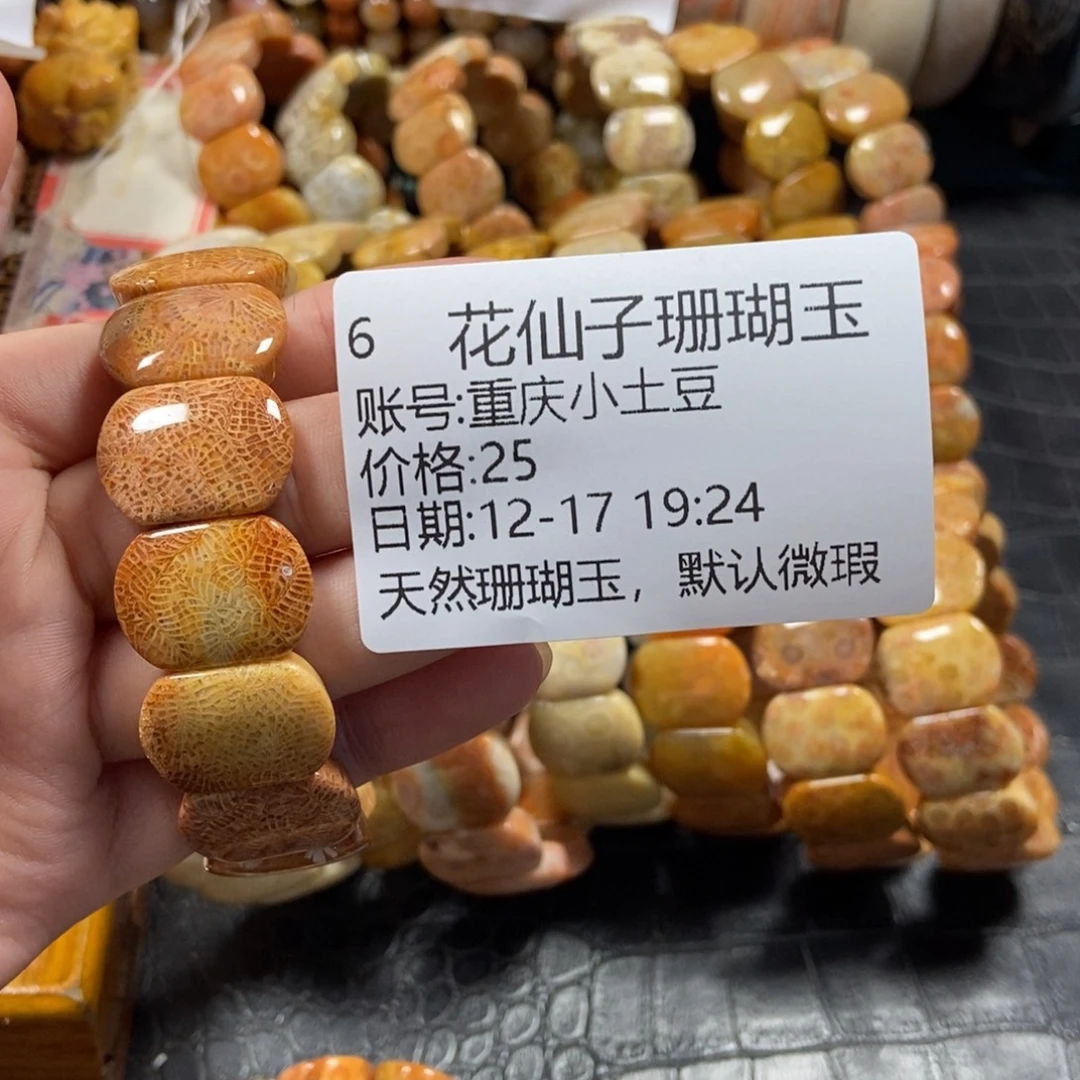 6 花仙子珊瑚玉
账号:重庆小土豆
价格:25
日期:12-17 19:24
天然珊瑚玉，默认微瑕